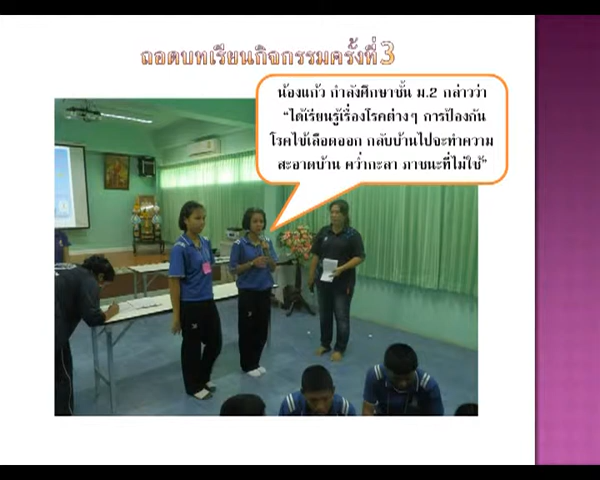 ถอดบทเรียนกิจกรรมครั้งที่ 3
น้องแก้ว กำลังศึกษาชั้น ม.2 กล่าวว่า
“ได้เรียนรู้เรื่องโรคต่างๆ การป้องกัน
โรคไข้เลือดออก กลับบ้านไปจะทำความ
สะอาดบ้าน คว่ำกะลา ภาชนะที่ไม่ใช้”